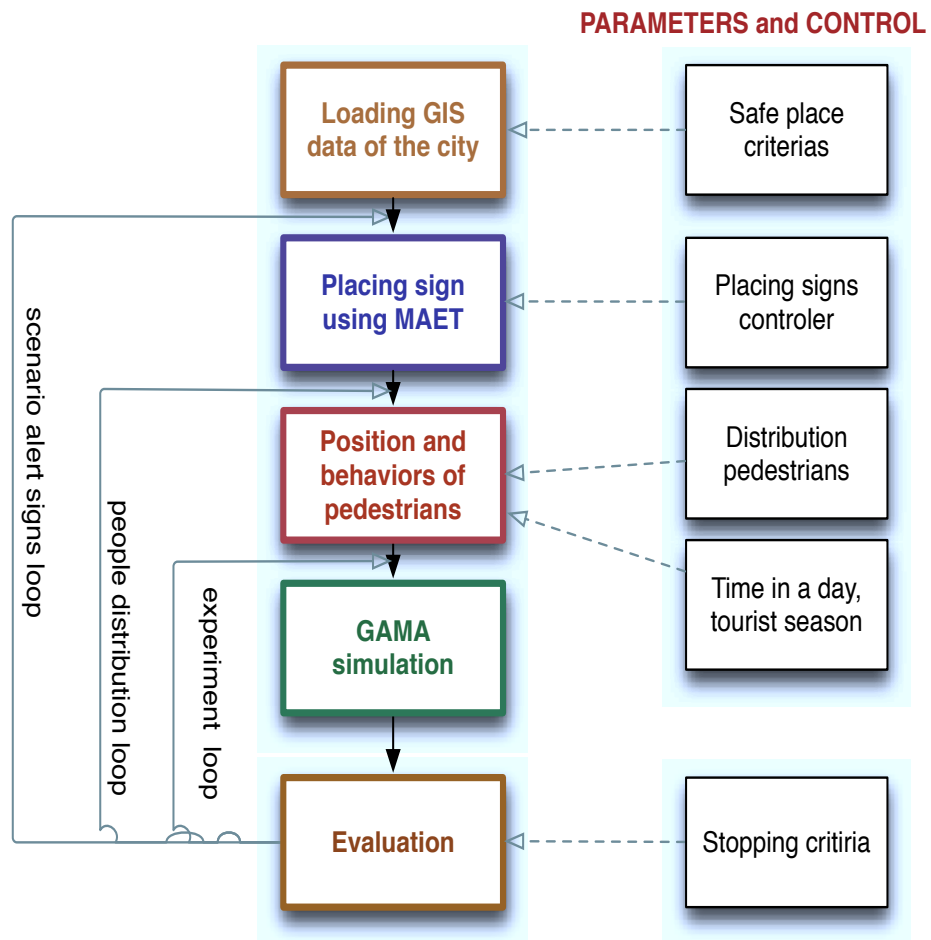 PARAMETERS and CONTROL
Loading GIS
data of the city
Safe place
criterias
Placing sign
using MAET
Placing signs
controler
Position and
behaviors of
pedestrians
Distribution
pedestrians
Time in a day,
tourist season
GAMA
simulation
Evaluation
Stopping critiria
scenario alert signs loop
people distribution loop
experiment loop